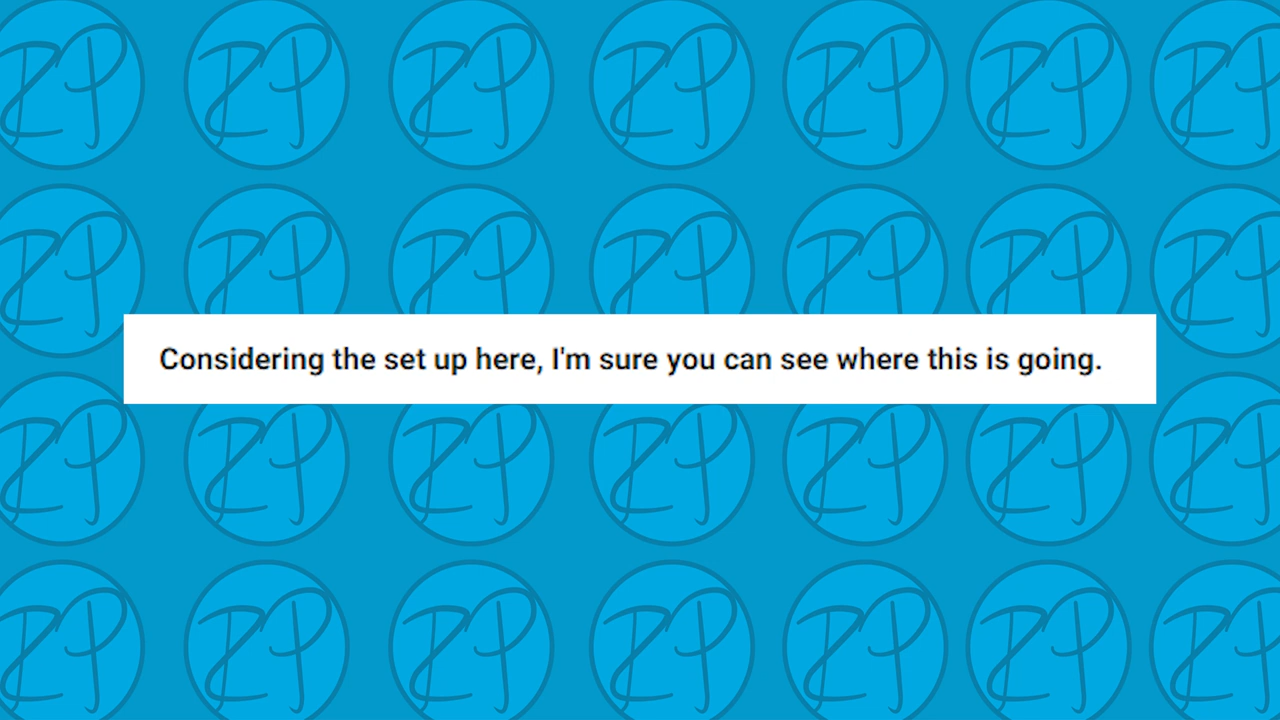 Considering the set up here, I'm sure you can see where this is going.